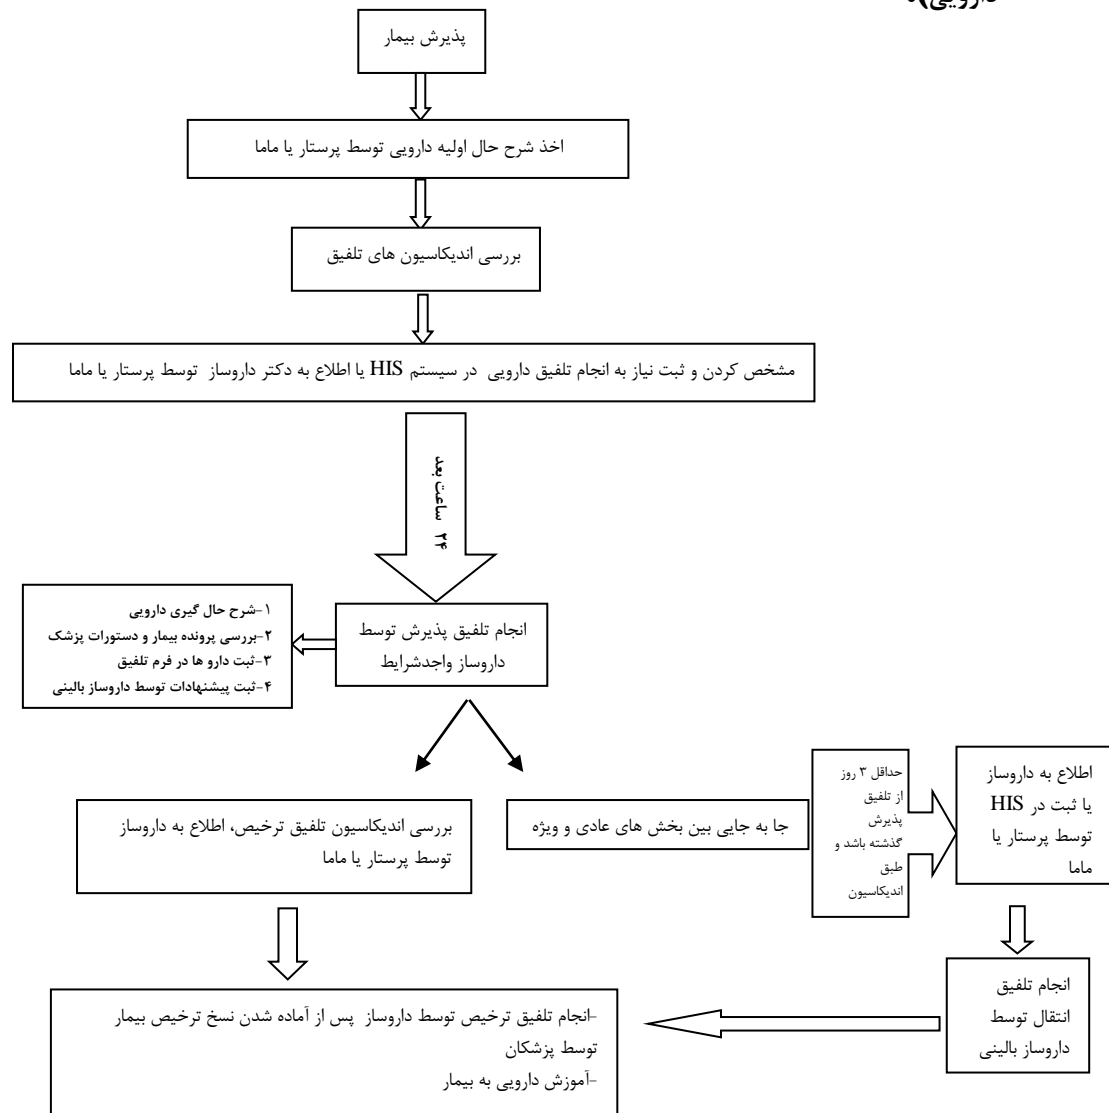 دارویی)،
پذیرش بیمار
اخذ شرح حال اولیه دارویی توسط پرستار یا ماما
بررسی اندیکاسیون های تلفیق
مشخص کردن و ثبت نیاز به انجام تلفیق دارویی در سیستم HIS یا اطلاع به دکتر داروساز توسط پرستار یا ماما
۲۴ ساعت بعد
انجام تلفیق پذیرش توسط
داروساز واجدشرایط
۱-شرح حال گیری دارویی
۲-بررسی پرونده بیمار و دستورات پزشک
۳-ثبت دارو ها در فرم تلفیق
۴-ثبت پیشنهادات توسط داروساز بالینی
جا به جایی بین بخش های عادی و ویژه
حداقل ۳ روز
از تلفیق
پذیرش
گذشته باشد و
طبق
اندیکاسیون
اطلاع به داروساز
یا ثبت در HIS
توسط پرستار یا
ماما
انجام تلفیق
انتقال توسط
داروساز بالینی
بررسی اندیکاسیون تلفیق ترخیص، اطلاع به داروساز
توسط پرستار یا ماما
-انجام تلفیق ترخیص توسط داروساز پس از آماده شدن نسخ ترخیص بیمار
توسط پزشکان
-آموزش دارویی به بیمار